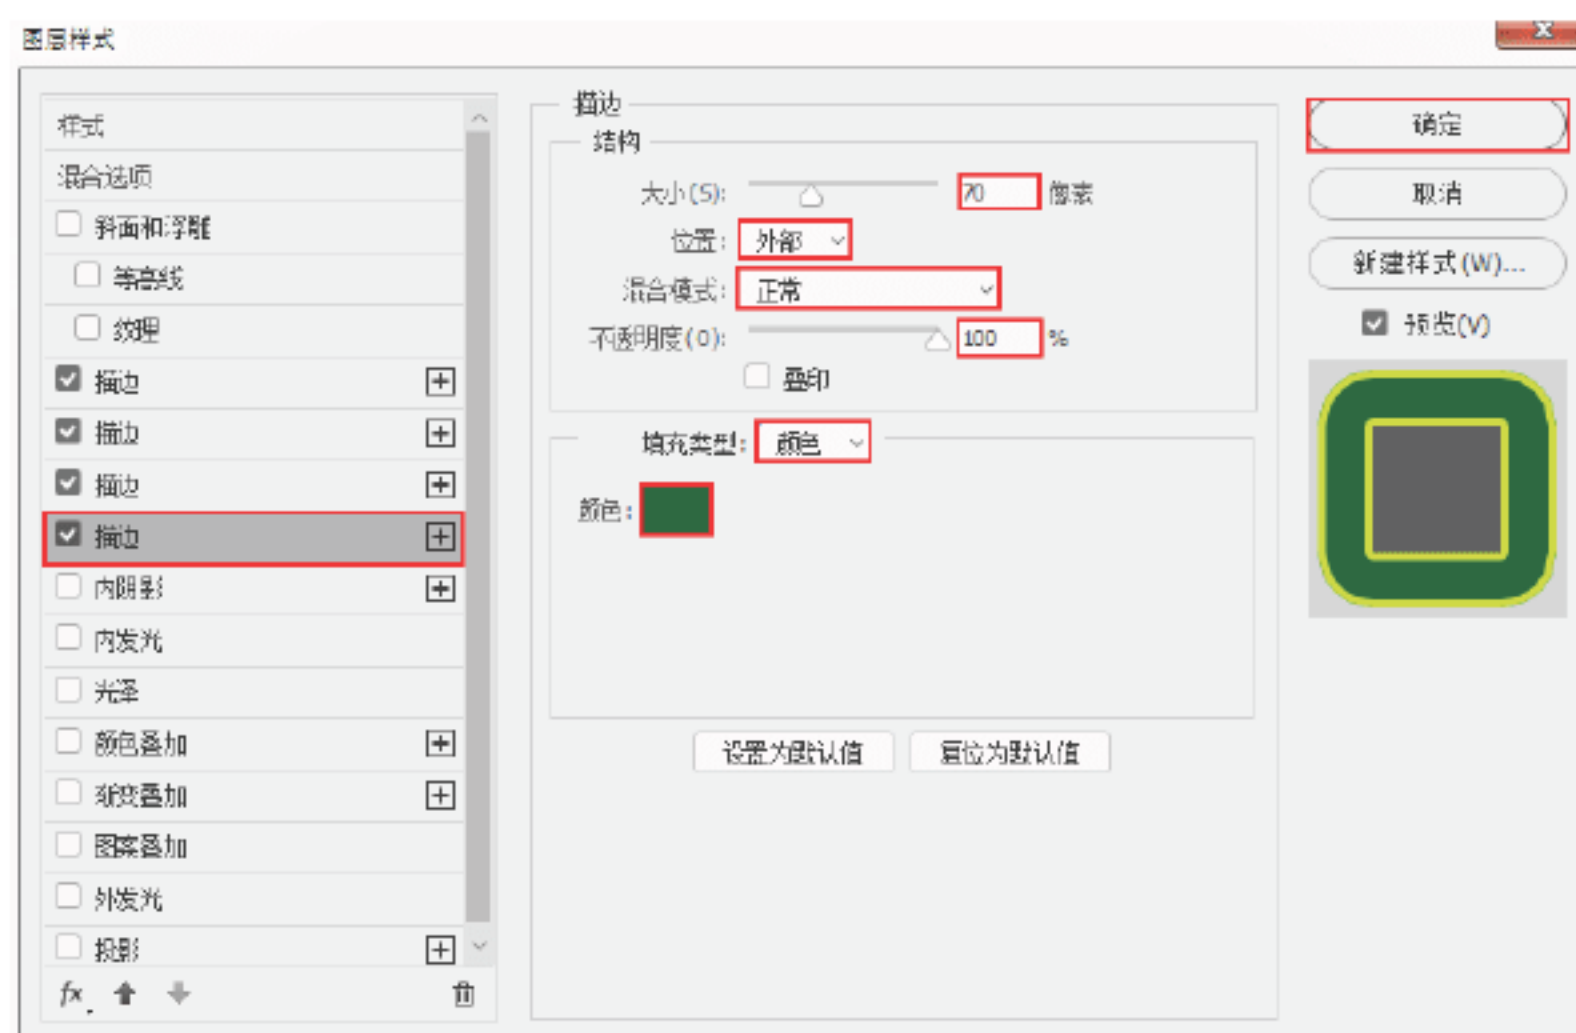 图层样式
样式
混合选项
斜面和浮雕
等高线
纹理
描边
描边
描边
描边
内阴影
内发光
光泽
颜色叠加
渐变叠加
图案叠加
外发光
投影
fx
描边
结构
大小(S): 70 像素
位置: 外部
混合模式: 正常
不透明度(O): 100 %
叠印
填充类型: 颜色
颜色:
设置为默认值 复位为默认值
确定
取消
新建样式(W)...
预览(V)